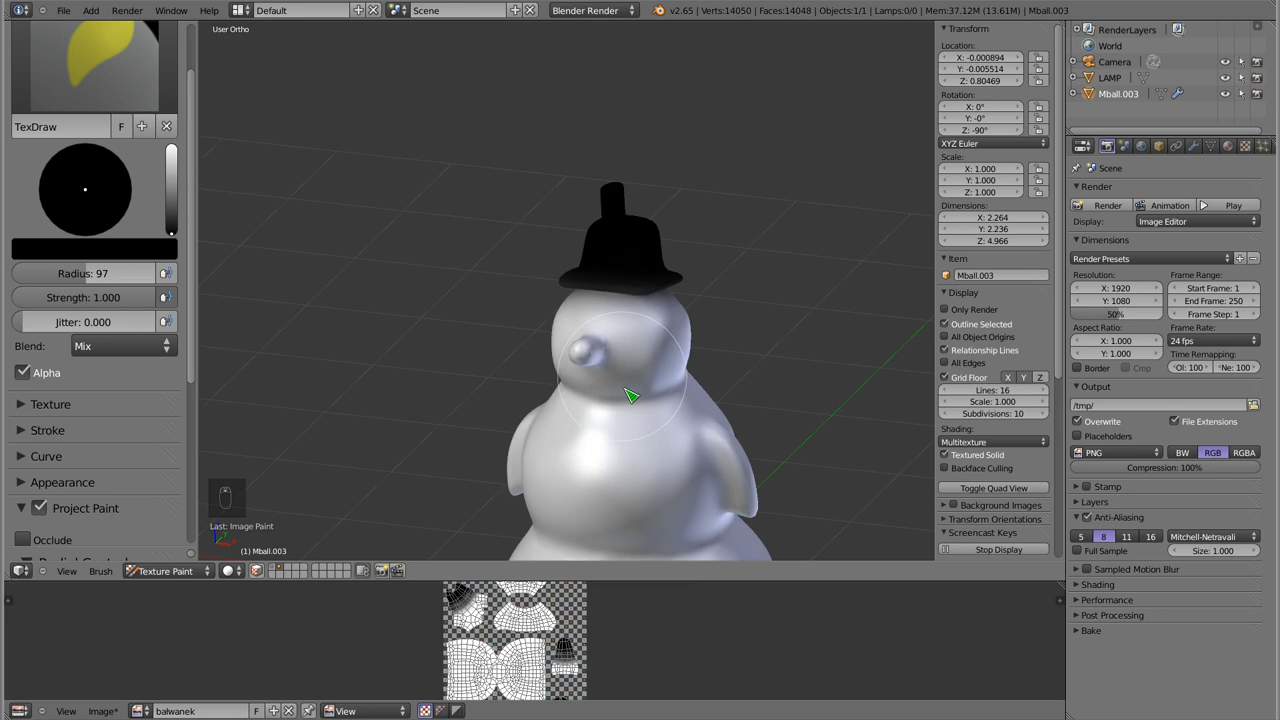 File Add Render Window Help
Default
Scene
Blender Render
v2.65 | Verts:14050 | Faces:14048 | Objects:1/1 | Lamps:0/0 | Mem:37.12M (13.61M) | Mball.003
User Ortho
TexDraw
F
Radius: 97
Strength: 1.000
Jitter: 0.000
Blend: Mix
Alpha
Texture
Stroke
Curve
Appearance
Project Paint
Occlude
Last: Image Paint
(1) Mball.003
View Brush Texture Paint
View Image* bałwanek F View
Transform
Location:
X: -0.000894
Y: -0.005514
Z: 0.80469
Rotation:
X: 0°
Y: -0°
Z: -90°
XYZ Euler
Scale:
X: 1.000
Y: 1.000
Z: 1.000
Dimensions:
X: 2.264
Y: 2.236
Z: 4.966
Item
Mball.003
Display
Only Render
Outline Selected
All Object Origins
Relationship Lines
All Edges
Grid Floor X Y Z
Lines: 16
Scale: 1.000
Subdivisions: 10
Shading:
Multitexture
Textured Solid
Backface Culling
Toggle Quad View
Background Images
Transform Orientations
Screencast Keys
Stop Display
RenderLayers
World
Camera
LAMP
Mball.003
Scene
Render
Render Animation Play
Display: Image Editor
Dimensions
Render Presets
Resolution: Frame Range:
X: 1920 Start Frame: 1
Y: 1080 End Frame: 250
50% Frame Step: 1
Aspect Ratio: Frame Rate:
X: 1.000 24 fps
Y: 1.000 Time Remapping:
Border Crop Ol: 100 Ne: 100
Output
/tmp/
Overwrite File Extensions
Placeholders
PNG BW RGB RGBA
Compression: 100%
Stamp
Layers
Anti-Aliasing
5 8 11 16 Mitchell-Netravali
Full Sample Size: 1.000
Sampled Motion Blur
Shading
Performance
Post Processing
Bake